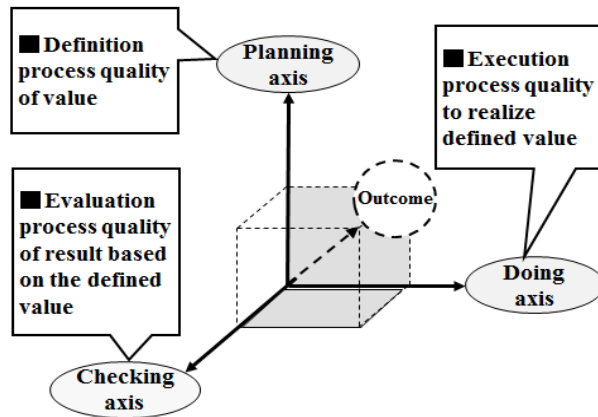 ■ Definition
process quality
of value
Planning
axis
■ Execution
process quality
to realize
defined value
■ Evaluation
process quality
of result based
on the defined
value
Outcome
Doing
axis
Checking
axis